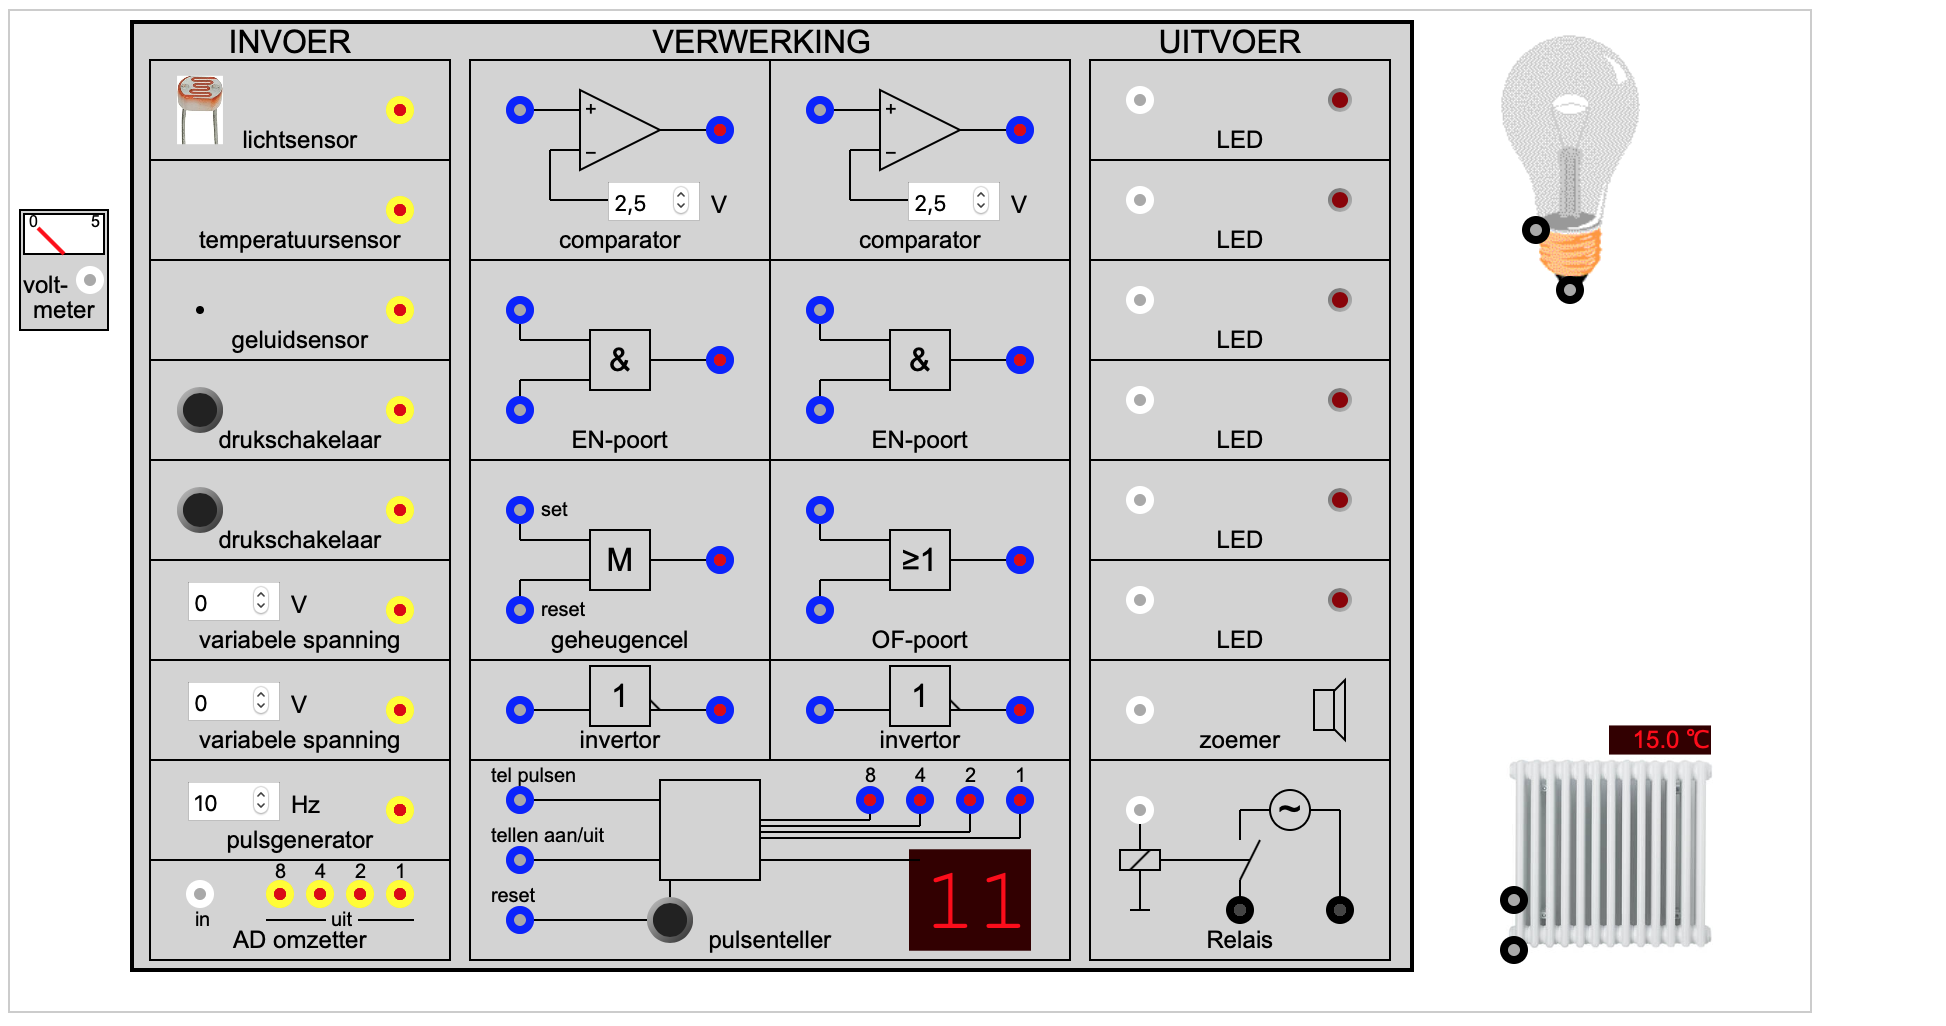 INVOER
VERWERKING
UITVOER
lichtsensor
temperatuursensor
geluidsensor
drukschakelaar
drukschakelaar
0 V
variabele spanning
0 V
variabele spanning
10 Hz
pulsgenerator
8 4 2 1
in
uit
AD omzetter
0 5
volt-
meter
+
−
2,5 V
comparator
+
−
2,5 V
comparator
&
EN-poort
&
EN-poort
set
M
reset
geheugencel
≥1
OF-poort
1
invertor
1
invertor
tel pulsen
8 4 2 1
tellen aan/uit
reset
11
pulsenteller
LED
LED
LED
LED
LED
LED
zoemer
~
Relais
15.0 °C